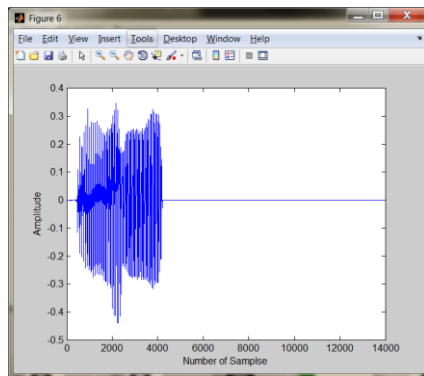 Figure 6
File Edit View Insert Tools Desktop Window Help
0.4
0.3
0.2
0.1
0
-0.1
-0.2
-0.3
-0.4
-0.5
Amplitude
0 2000 4000 6000 8000 10000 12000 14000
Number of Samplse